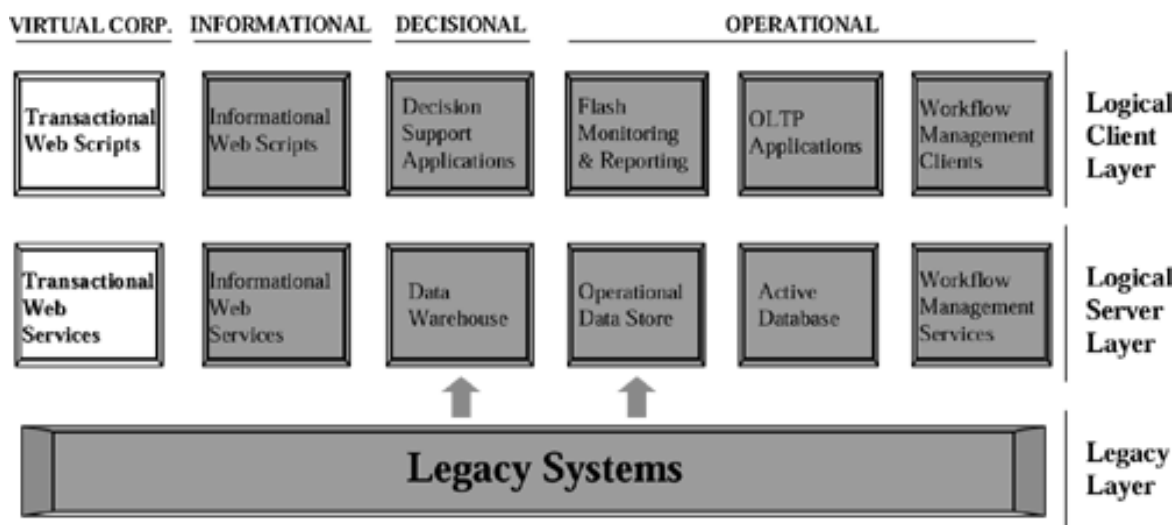 VIRTUAL CORP. INFORMATIONAL DECISIONAL OPERATIONAL
Transactional
Web Scripts
Informational
Web Scripts
Decision
Support
Applications
Flash
Monitoring
& Reporting
OLTP
Applications
Workflow
Management
Clients
Logical
Client
Layer
Transactional
Web
Services
Informational
Web
Services
Data
Warehouse
Operational
Data Store
Active
Database
Workflow
Management
Services
Logical
Server
Layer
Legacy Systems
Legacy
Layer